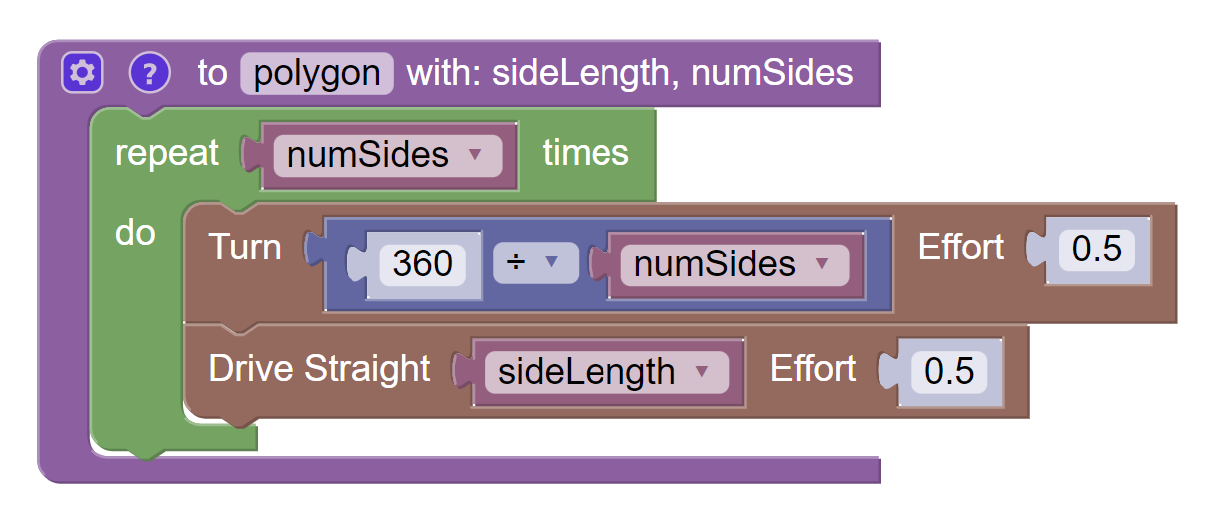 ? to polygon with: sideLength, numSides
repeat numSides times
do Turn 360 ÷ numSides Effort 0.5
Drive Straight sideLength Effort 0.5